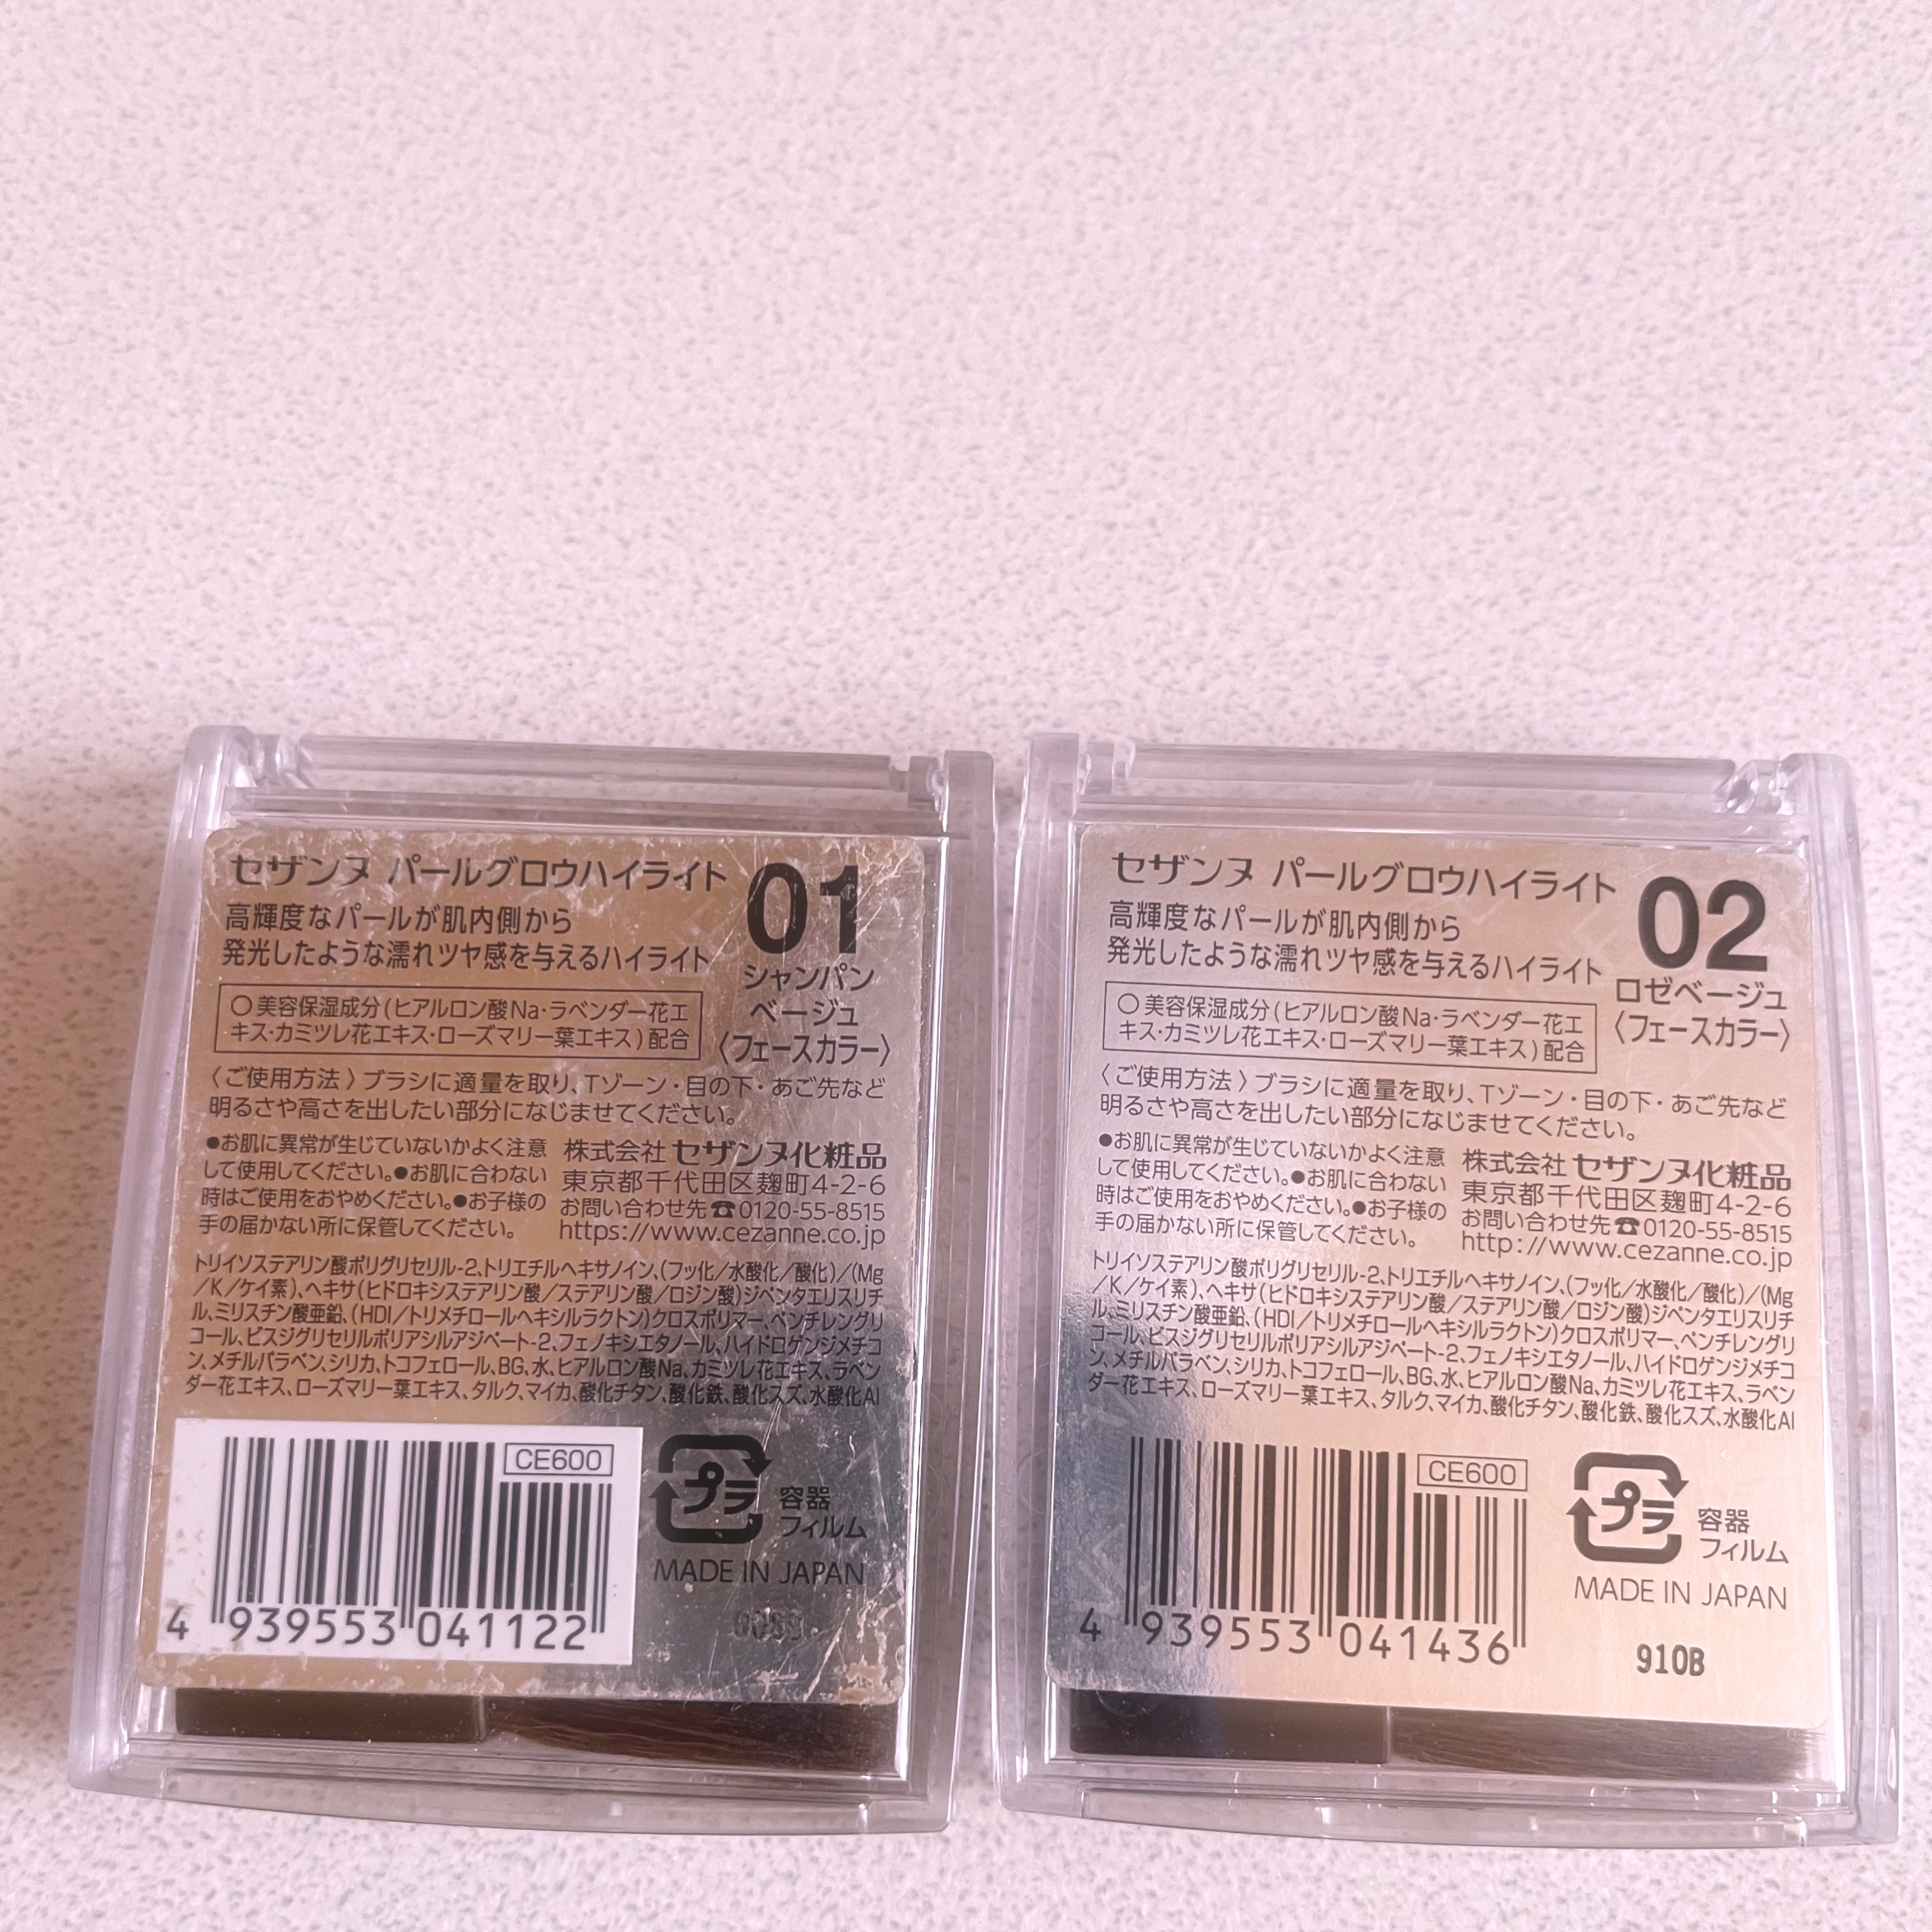 セザンヌ パールグロウハイライト
01
高輝度なパールが肌内側から
発光したような濡れツヤ感を与えるハイライト
シャンパン
ベージュ
〈フェースカラー〉
○美容保湿成分(ヒアルロン酸Na・ラベンダー花エ
キス・カミツレ花エキス・ローズマリー葉エキス)配合
〈ご使用方法〉ブラシに適量を取り、Tゾーン・目の下・あご先など
明るさや高さを出したい部分になじませてください。
●お肌に異常が生じていないかよく注意
して使用してください。●お肌に合わない
時はご使用をおやめください。●お子様の
手の届かない所に保管してください。
株式会社 セザンヌ化粧品
東京都千代田区麹町4-2-6
お問い合わせ先☎0120-55-8515
https://www.cezanne.co.jp
トリイソステアリン酸ポリグリセリル-2、トリエチルヘキサノイン、(フッ化/水酸化/酸化)/(Mg
/K/ケイ素)、ヘキサ(ヒドロキシステアリン酸/ステアリン酸/ロジン酸)ジペンタエリスリチ
ル、ミリスチン酸亜鉛、(HDI/トリメチロールヘキシルラクトン)クロスポリマー、ペンチレングリ
コール、ビスジグリセリルポリアシルアジペート-2、フェノキシエタノール、ハイドロゲンジメチコ
ン、メチルパラベン、シリカ、トコフェロール、BG、水、ヒアルロン酸Na、カミツレ花エキス、ラベン
ダー花エキス、ローズマリー葉エキス、タルク、マイカ、酸化チタン、酸化鉄、酸化スズ、水酸化Al
CE600
4 939553 041122
プラ
容器
フィルム
MADE IN JAPAN
セザンヌ パールグロウハイライト
02
高輝度なパールが肌内側から
発光したような濡れツヤ感を与えるハイライト
ロゼベージュ
〈フェースカラー〉
○美容保湿成分(ヒアルロン酸Na・ラベンダー花エ
キス・カミツレ花エキス・ローズマリー葉エキス)配合
〈ご使用方法〉ブラシに適量を取り、Tゾーン・目の下・あご先など
明るさや高さを出したい部分になじませてください。
●お肌に異常が生じていないかよく注意
して使用してください。●お肌に合わない
時はご使用をおやめください。●お子様の
手の届かない所に保管してください。
株式会社 セザンヌ化粧品
東京都千代田区麹町4-2-6
お問い合わせ先☎0120-55-8515
http://www.cezanne.co.jp
トリイソステアリン酸ポリグリセリル-2、トリエチルヘキサノイン、(フッ化/水酸化/酸化)/(Mg
/K/ケイ素)、ヘキサ(ヒドロキシステアリン酸/ステアリン酸/ロジン酸)ジペンタエリスリチ
ル、ミリスチン酸亜鉛、(HDI/トリメチロールヘキシルラクトン)クロスポリマー、ペンチレングリ
コール、ビスジグリセリルポリアシルアジペート-2、フェノキシエタノール、ハイドロゲンジメチコ
ン、メチルパラベン、シリカ、トコフェロール、BG、水、ヒアルロン酸Na、カミツレ花エキス、ラベン
ダー花エキス、ローズマリー葉エキス、タルク、マイカ、酸化チタン、酸化鉄、酸化スズ、水酸化Al
CE600
4 939553 041436
プラ
容器
フィルム
MADE IN JAPAN
910B